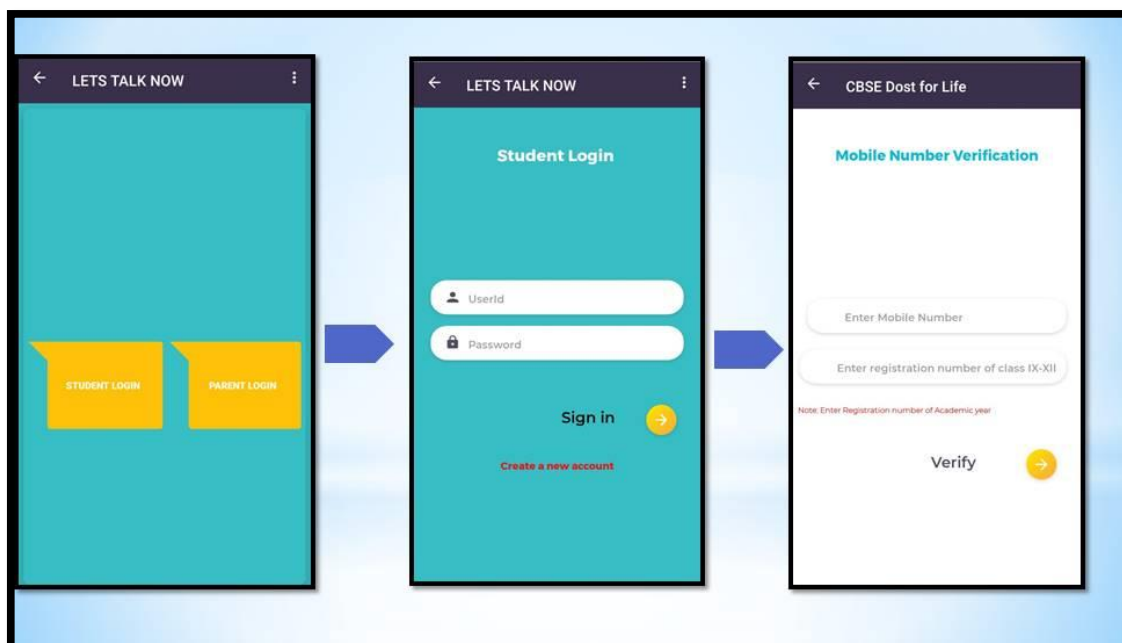 LETS TALK NOW
STUDENT LOGIN
PARENT LOGIN
LETS TALK NOW
Student Login
UserId
Password
Sign in
Create a new account
CBSE Dost for Life
Mobile Number Verification
Enter Mobile Number
Enter registration number of class IX-XII
Note: Enter Registration number of Academic year
Verify